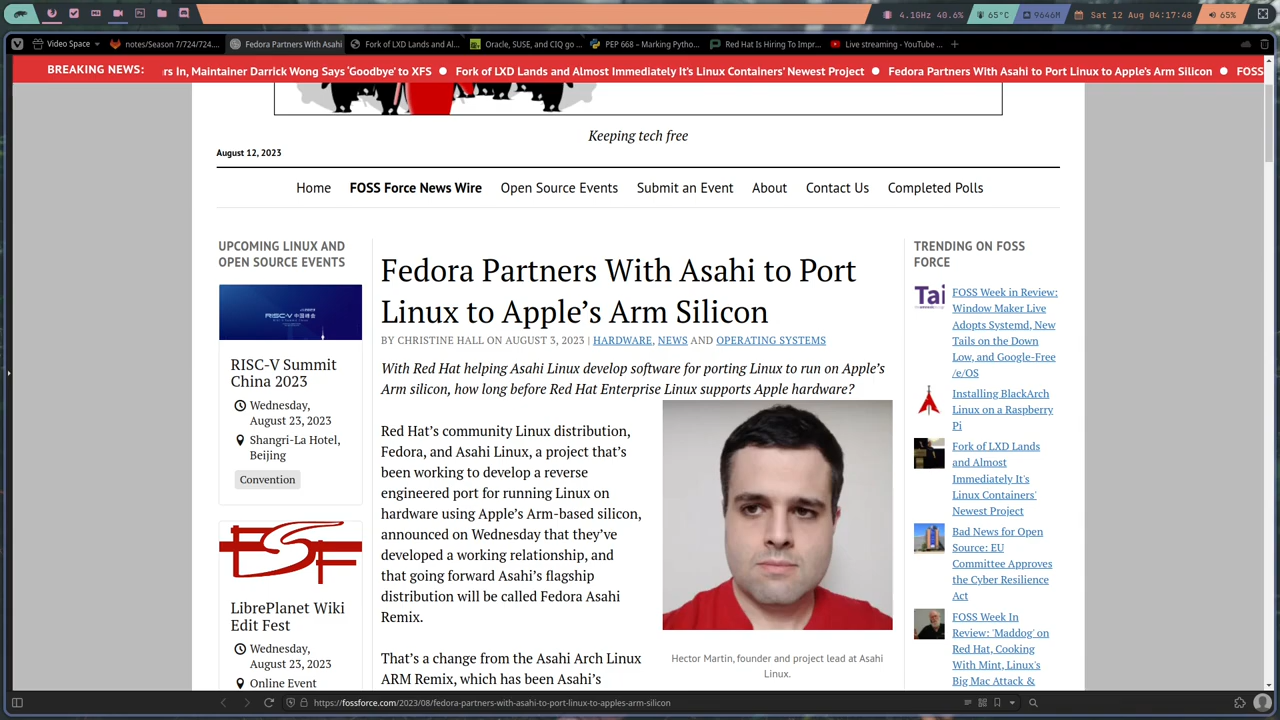 4.1GHz 40.6% 65°C 9646M Sat 12 Aug 04:17:48 65%
Video Space notes/Season 7/724/724.... Fedora Partners With Asahi Fork of LXD Lands and Al... Oracle, SUSE, and CIQ go ... PEP 668 – Marking Pytho... Red Hat Is Hiring To Impr... Live streaming - YouTube ...
BREAKING NEWS: rs In, Maintainer Darrick Wong Says 'Goodbye' to XFS Fork of LXD Lands and Almost Immediately It's Linux Containers' Newest Project Fedora Partners With Asahi to Port Linux to Apple's Arm Silicon FOSS
Keeping tech free
August 12, 2023
Home FOSS Force News Wire Open Source Events Submit an Event About Contact Us Completed Polls
UPCOMING LINUX AND
OPEN SOURCE EVENTS
RISC-V
RISC-V Summit
China 2023
Wednesday,
August 23, 2023
Shangri-La Hotel,
Beijing
Convention
FSF
LibrePlanet Wiki
Edit Fest
Wednesday,
August 23, 2023
Online Event
Fedora Partners With Asahi to Port
Linux to Apple's Arm Silicon
BY CHRISTINE HALL ON AUGUST 3, 2023 | HARDWARE, NEWS AND OPERATING SYSTEMS
With Red Hat helping Asahi Linux develop software for porting Linux to run on Apple's
Arm silicon, how long before Red Hat Enterprise Linux supports Apple hardware?
Red Hat's community Linux distribution,
Fedora, and Asahi Linux, a project that's
been working to develop a reverse
engineered port for running Linux on
hardware using Apple's Arm-based silicon,
announced on Wednesday that they've
developed a working relationship, and
that going forward Asahi's flagship
distribution will be called Fedora Asahi
Remix.
That's a change from the Asahi Arch Linux
ARM Remix, which has been Asahi's
Hector Martin, founder and project lead at Asahi
Linux.
TRENDING ON FOSS
FORCE
Tai
FOSS Week in Review:
Window Maker Live
Adopts Systemd, New
Tails on the Down
Low, and Google-Free
/e/OS
Installing BlackArch
Linux on a Raspberry
Pi
Fork of LXD Lands
and Almost
Immediately It's
Linux Containers'
Newest Project
Bad News for Open
Source: EU
Committee Approves
the Cyber Resilience
Act
FOSS Week In
Review: 'Maddog' on
Red Hat, Cooking
With Mint, Linux's
Big Mac Attack &
https://fossforce.com/2023/08/fedora-partners-with-asahi-to-port-linux-to-apples-arm-silicon